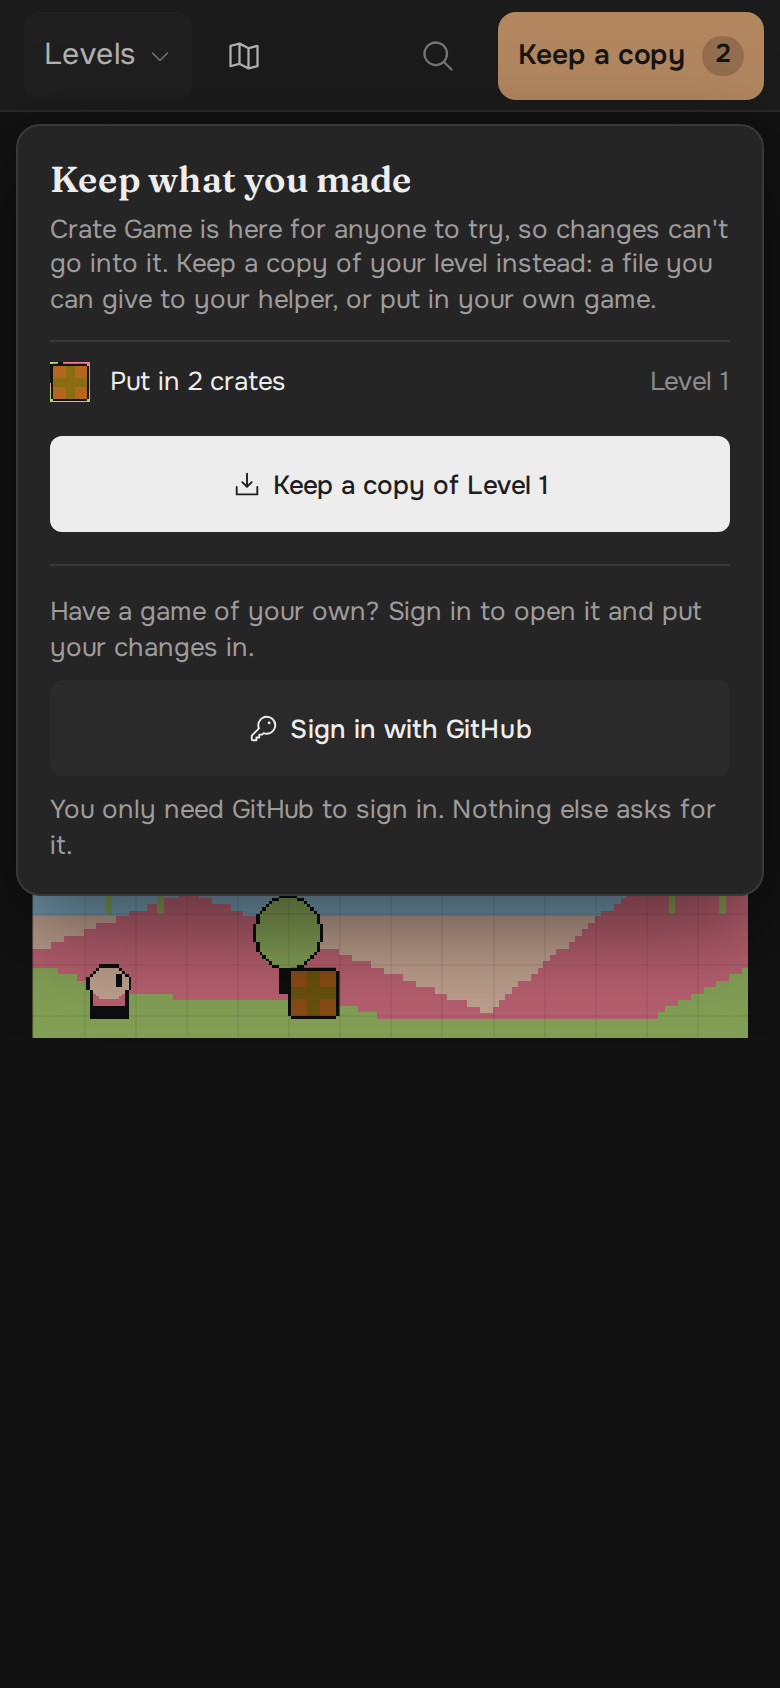 Levels
Keep a copy 2
Keep what you made
Crate Game is here for anyone to try, so changes can't
go into it. Keep a copy of your level instead: a file you
can give to your helper, or put in your own game.
Put in 2 crates Level 1
Keep a copy of Level 1
Have a game of your own? Sign in to open it and put
your changes in.
Sign in with GitHub
You only need GitHub to sign in. Nothing else asks for
it.